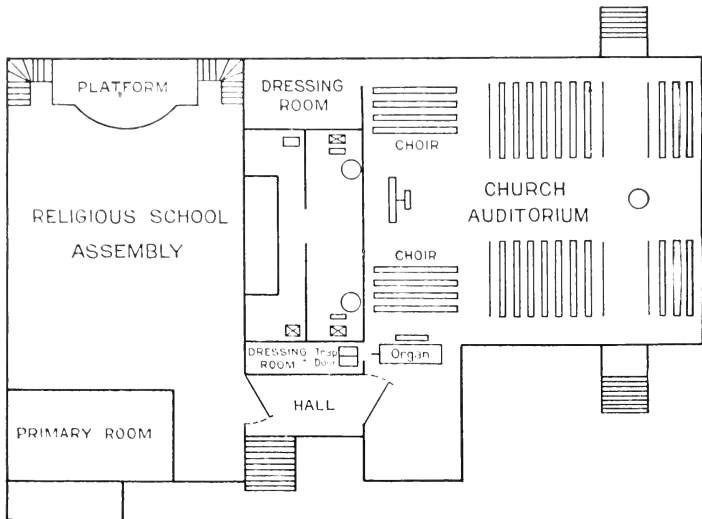 PLATFORM
DRESSING
ROOM
CHOIR
RELIGIOUS SCHOOL
ASSEMBLY
CHURCH
AUDITORIUM
CHOIR
DRESSING
ROOM
Trap
Door
Organ
HALL
PRIMARY ROOM